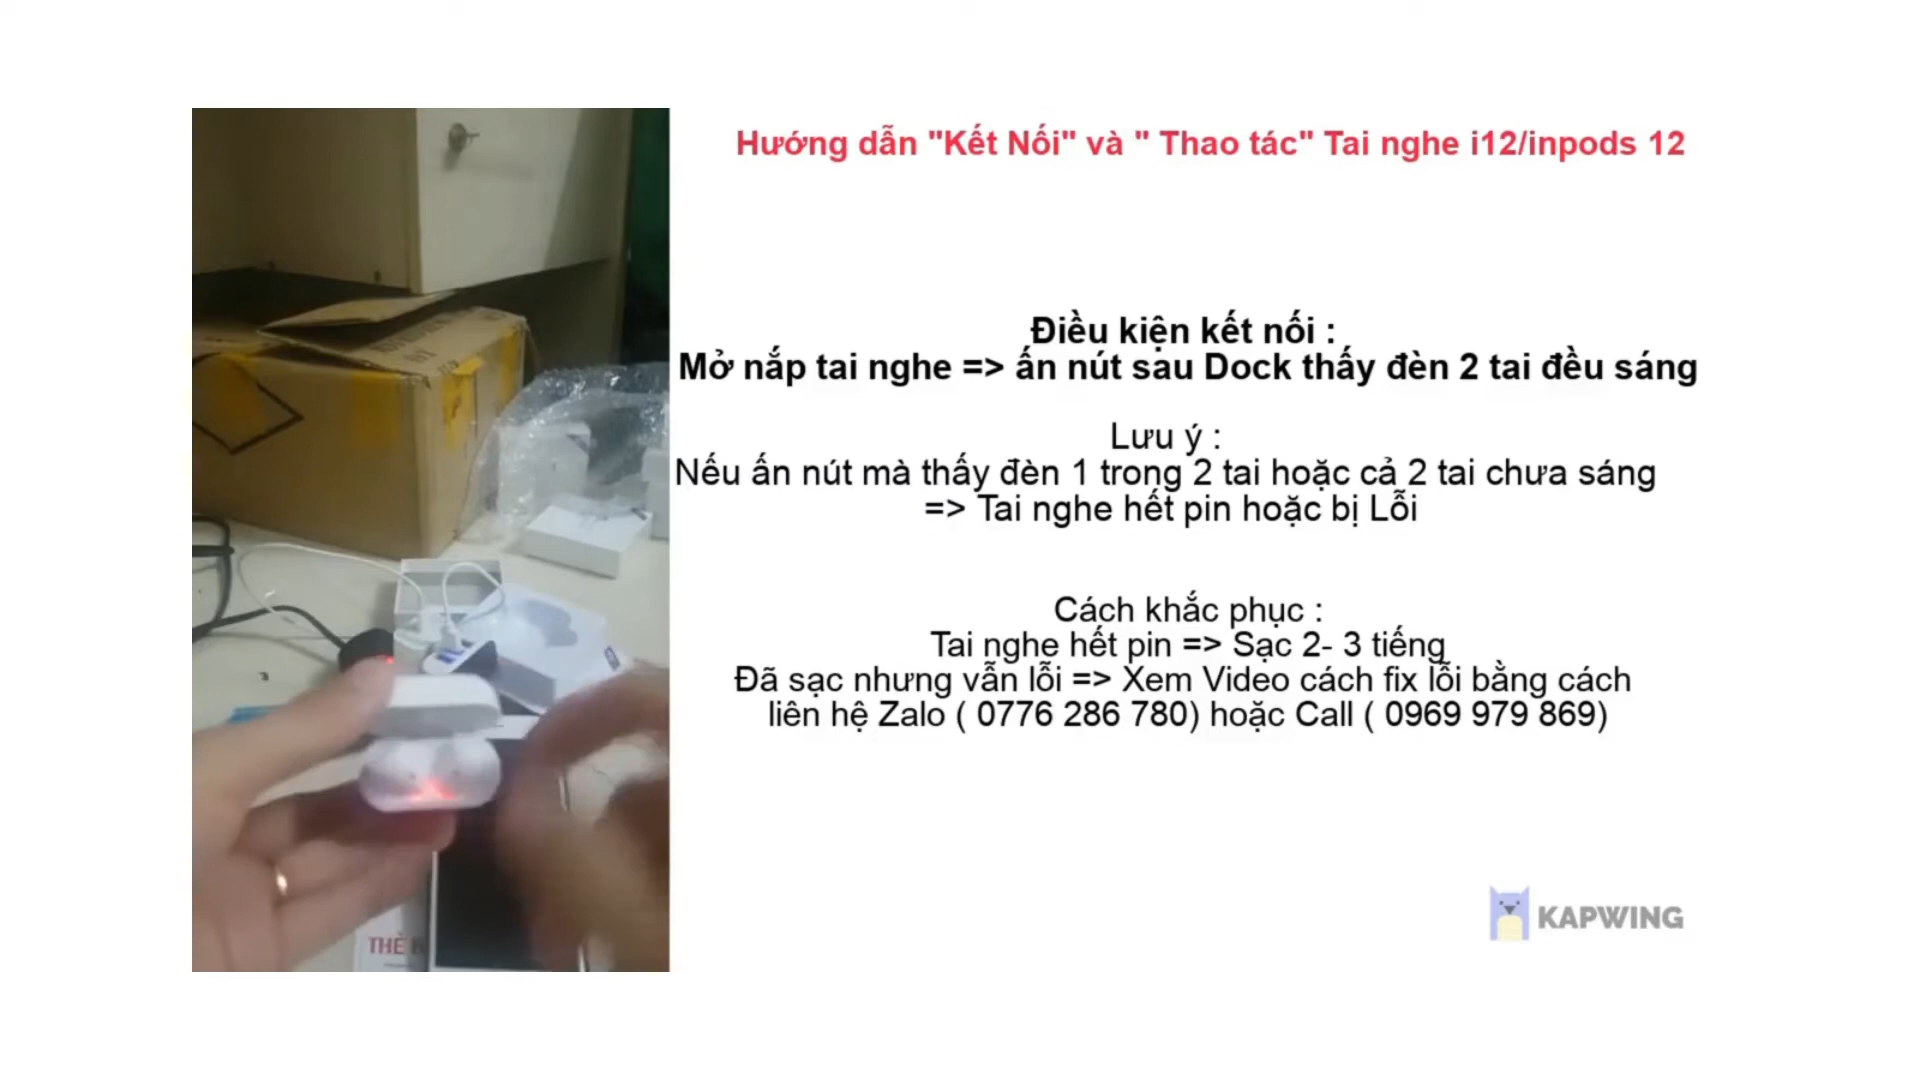 Hướng dẫn "Kết Nối" và " Thao tác" Tai nghe i12/inpods 12
Điều kiện kết nối :
Mở nắp tai nghe => ấn nút sau Dock thấy đèn 2 tai đều sáng
Lưu ý :
Nếu ấn nút mà thấy đèn 1 trong 2 tai hoặc cả 2 tai chưa sáng
=> Tai nghe hết pin hoặc bị Lỗi
Cách khắc phục :
Tai nghe hết pin => Sạc 2- 3 tiếng
Đã sạc nhưng vẫn lỗi => Xem Video cách fix lỗi bằng cách
liên hệ Zalo ( 0776 286 780) hoặc Call ( 0969 979 869)
THẺ
KAPWING